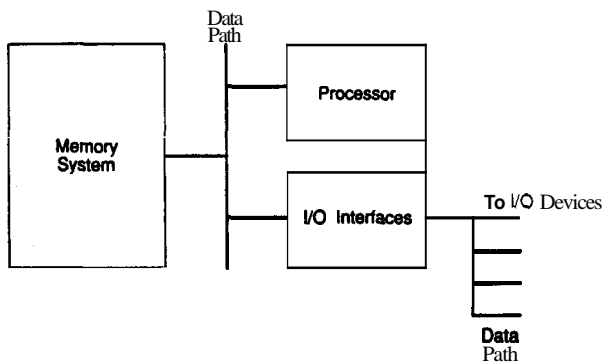 Data
Path
Processor
Memory
System
I/O Interfaces
To I/O Devices
Data
Path